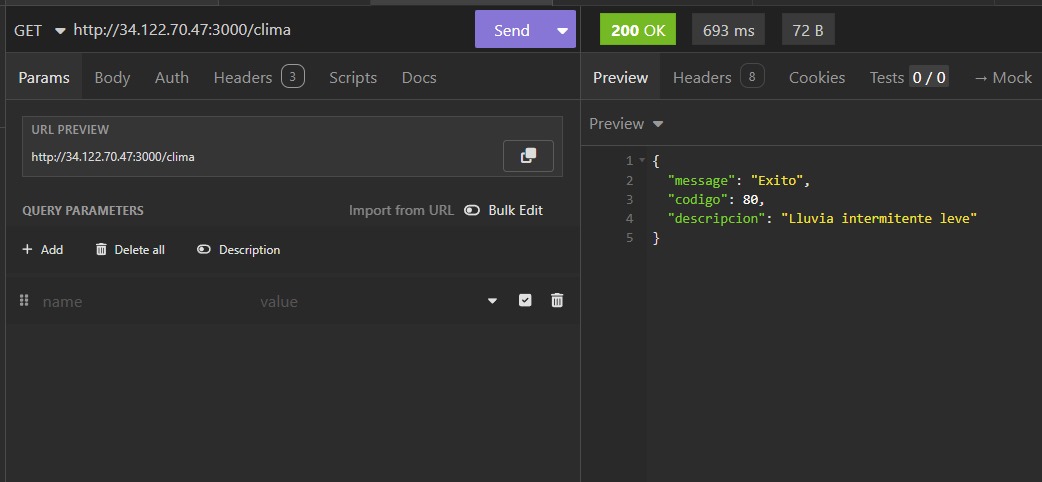 GET http://34.122.70.47:3000/clima Send 200 OK 693 ms 72 B
Params Body Auth Headers 3 Scripts Docs
URL PREVIEW
http://34.122.70.47:3000/clima
QUERY PARAMETERS Import from URL Bulk Edit
+ Add Delete all Description
name value
Preview Headers 8 Cookies Tests 0 / 0 → Mock
Preview
1 {
2 "message": "Exito",
3 "codigo": 80,
4 "descripcion": "Lluvia intermitente leve"
5 }